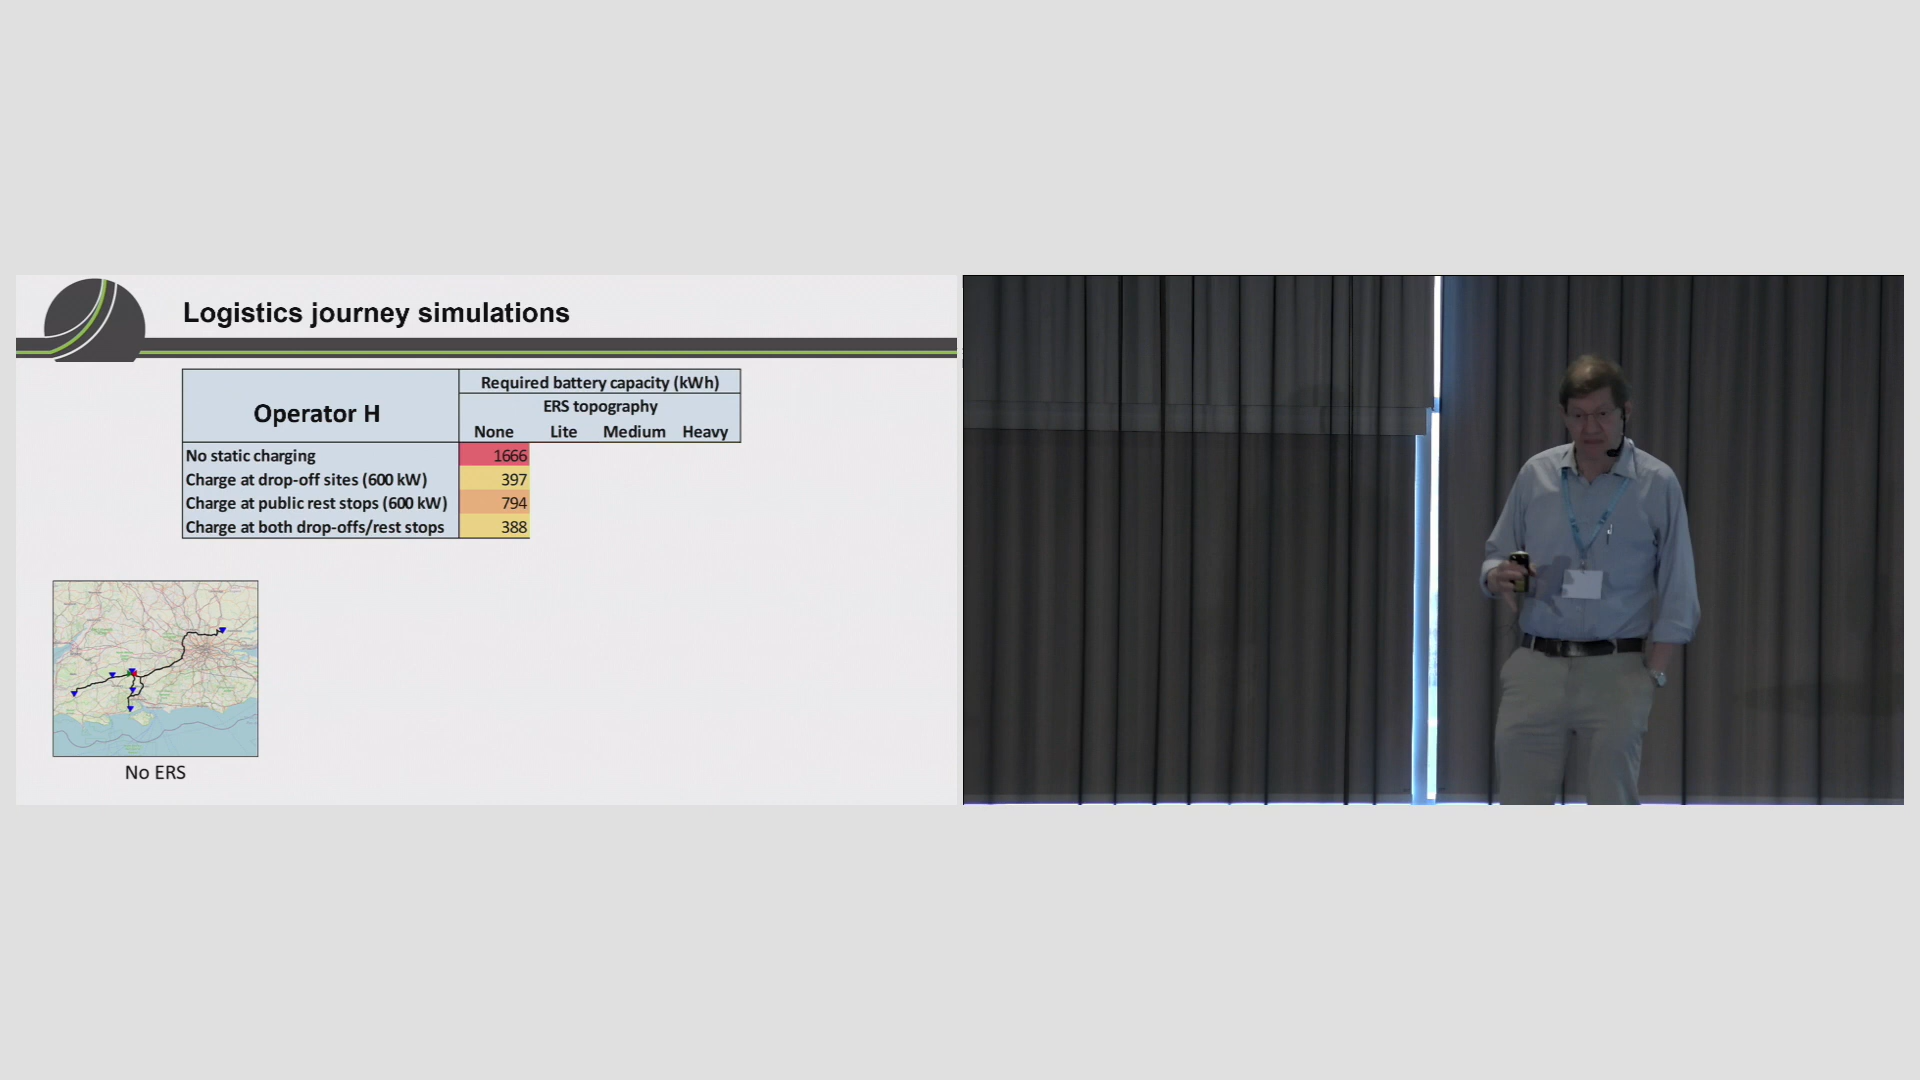 Logistics journey simulations
Operator H
Required battery capacity (kWh)
ERS topography
None Lite Medium Heavy
No static charging 1666
Charge at drop-off sites (600 kW) 397
Charge at public rest stops (600 kW) 794
Charge at both drop-offs/rest stops 388
No ERS